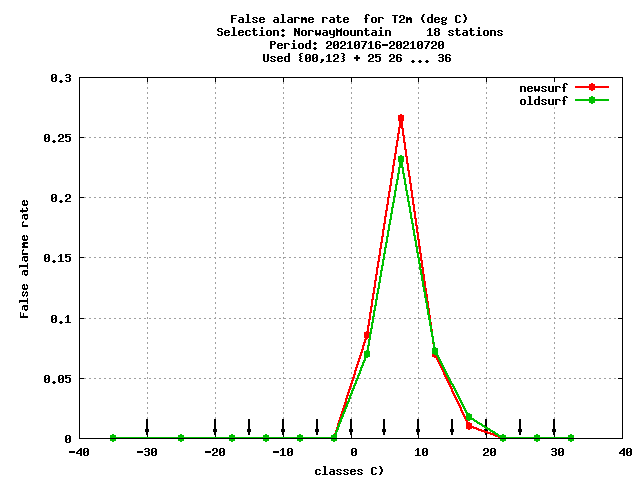 False alarme rate  for T2m (deg C)
Selection: NorwayMountain     18 stations
Period: 20210716-20210720
Used {00,12} + 25 26 ... 36
newsurf
oldsurf
False alarme rate
0.3
0.25
0.2
0.15
0.1
0.05
0
-40 -30 -20 -10 0 10 20 30 40
classes C)